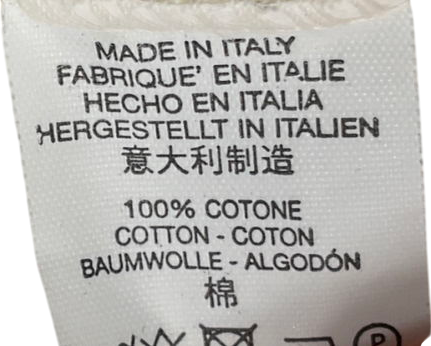 MADE IN ITALY
FABRIQUE' EN ITALIE
HECHO EN ITALIA
HERGESTELLT IN ITALIEN
意大利制造
100% COTONE
COTTON - COTON
BAUMWOLLE - ALGODÓN
棉
P